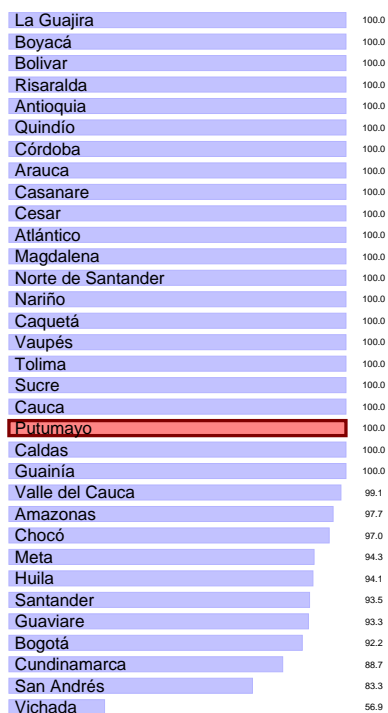 La Guajira 100.0
Boyacá 100.0
Bolivar 100.0
Risaralda 100.0
Antioquia 100.0
Quindío 100.0
Córdoba 100.0
Arauca 100.0
Casanare 100.0
Cesar 100.0
Atlántico 100.0
Magdalena 100.0
Norte de Santander 100.0
Nariño 100.0
Caquetá 100.0
Vaupés 100.0
Tolima 100.0
Sucre 100.0
Cauca 100.0
Putumayo 100.0
Caldas 100.0
Guainía 100.0
Valle del Cauca 99.1
Amazonas 97.7
Chocó 97.0
Meta 94.3
Huila 94.1
Santander 93.5
Guaviare 93.3
Bogotá 92.2
Cundinamarca 88.7
San Andrés 83.3
Vichada 56.9